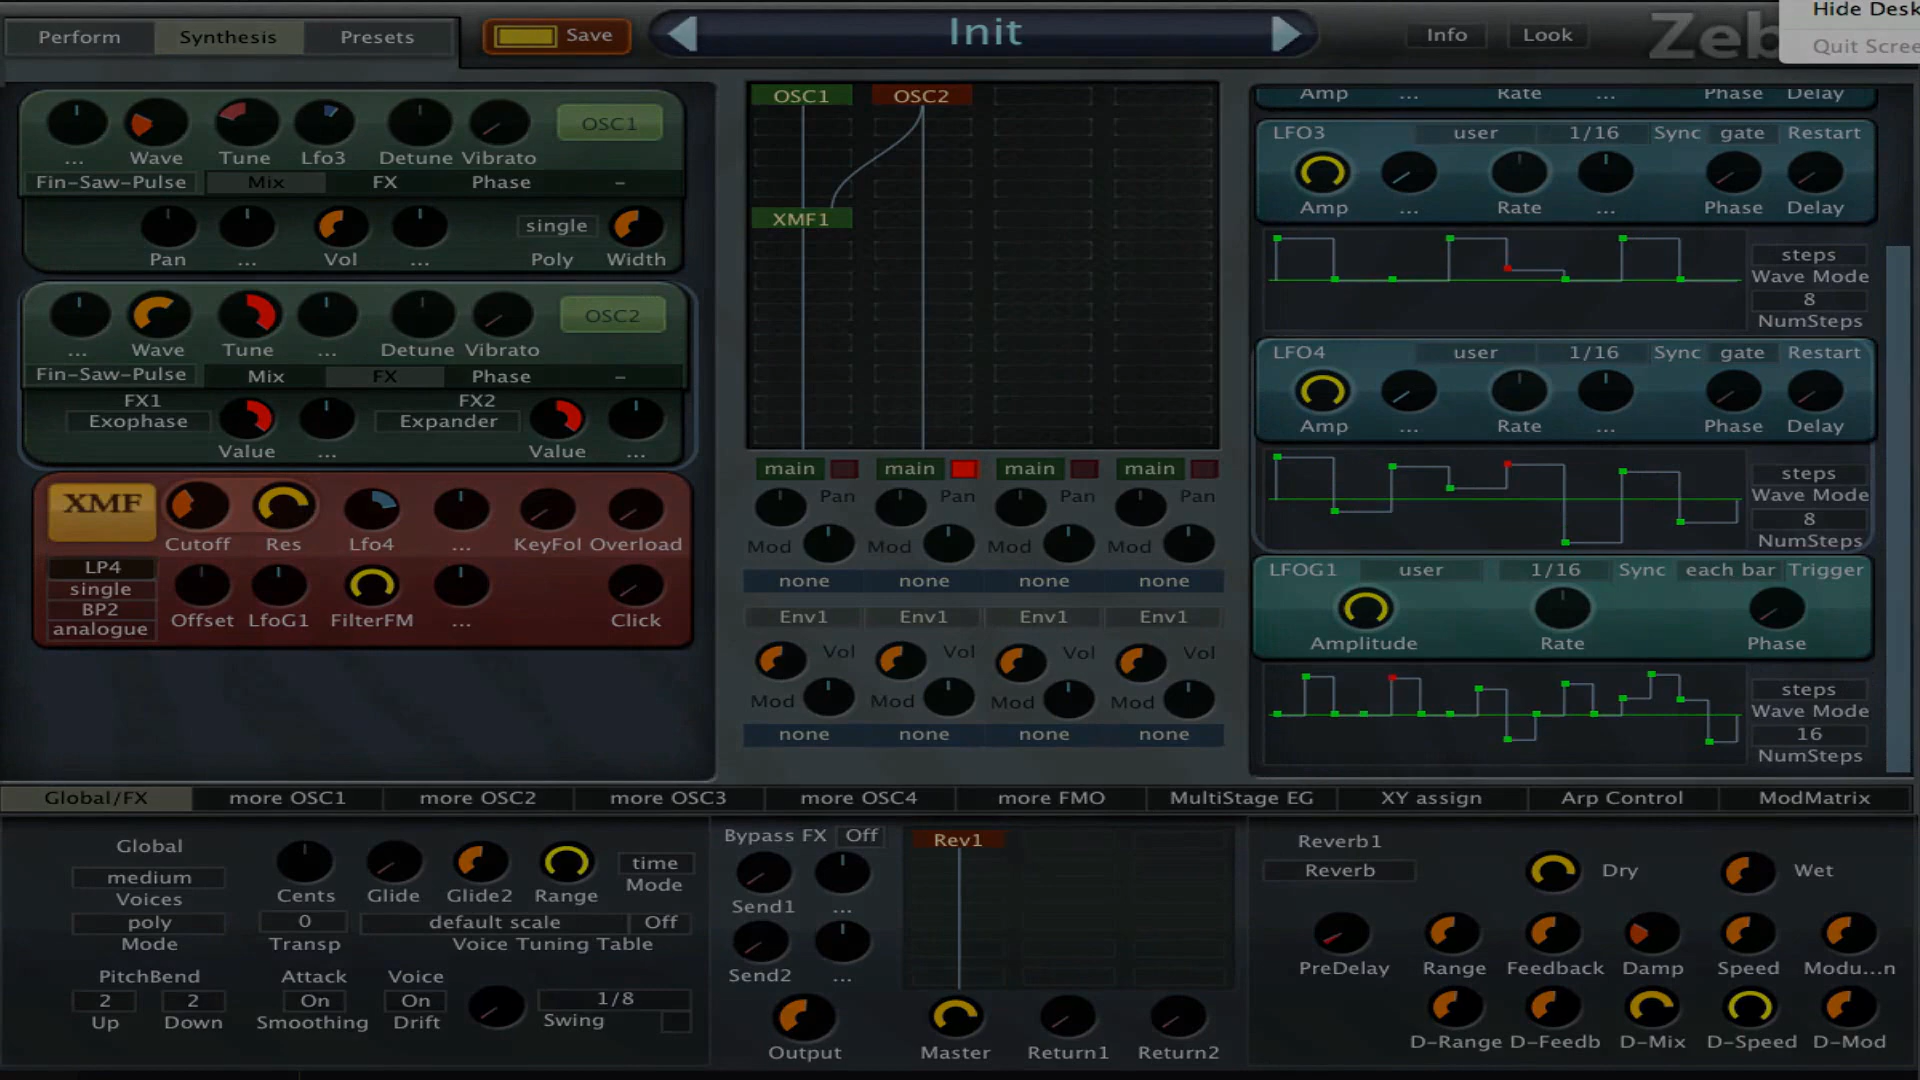 Perform Synthesis Presets Save Init Info Look Zeb
Hide Desk
Quit Scree
OSC1
... Wave Tune Lfo3 Detune Vibrato
Fin-Saw-Pulse Mix FX Phase –
single
Pan ... Vol ... Poly Width
OSC2
... Wave Tune ... Detune Vibrato
Fin-Saw-Pulse Mix FX Phase –
FX1 FX2
Exophase Expander
Value ... Value ...
XMF
Cutoff Res Lfo4 ... KeyFol Overload
LP4
single
BP2
analogue
Offset LfoG1 FilterFM ... Click
OSC1 OSC2
XMF1
main main main main
Pan Pan Pan Pan
Mod Mod Mod Mod
none none none none
Env1 Env1 Env1 Env1
Vol Vol Vol Vol
Mod Mod Mod Mod
none none none none
Amp ... Rate ... Phase Delay
LFO3 user 1/16 Sync gate Restart
Amp ... Rate ... Phase Delay
steps
Wave Mode
8
NumSteps
LFO4 user 1/16 Sync gate Restart
Amp ... Rate ... Phase Delay
steps
Wave Mode
8
NumSteps
LFOG1 user 1/16 Sync each bar Trigger
Amplitude Rate Phase
steps
Wave Mode
16
NumSteps
Global/FX more OSC1 more OSC2 more OSC3 more OSC4 more FMO MultiStage EG XY assign Arp Control ModMatrix
Global
medium
Voices
poly
Mode
Cents Glide Glide2 Range
time
Mode
0 default scale Off
Transp Voice Tuning Table
PitchBend Attack Voice
2 2 On On 1/8
Up Down Smoothing Drift Swing
Bypass FX Off
Send1 ...
Send2 ...
Rev1
Output Master Return1 Return2
Reverb1
Reverb Dry Wet
PreDelay Range Feedback Damp Speed Modu...n
D-Range D-Feedb D-Mix D-Speed D-Mod